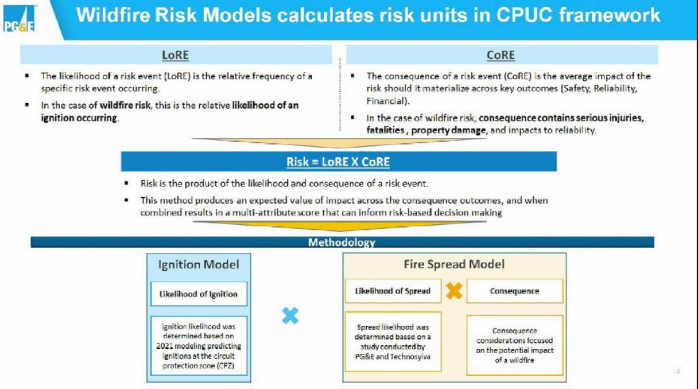 PG&E
Wildfire Risk Models calculates risk units in CPUC framework
LoRE
▪ The likelihood of a risk event (LoRE) is the relative frequency of a
specific risk event occurring.
▪ In the case of wildfire risk, this is the relative likelihood of an
ignition occurring.
CoRE
▪ The consequence of a risk event (CoRE) is the average impact of the
risk should it materialize across key outcomes (Safety, Reliability,
Financial).
▪ In the case of wildfire risk, consequence contains serious injuries,
fatalities , property damage, and impacts to reliability.
Risk = LoRE X CoRE
▪ Risk is the product of the likelihood and consequence of a risk event.
▪ This method produces an expected value of impact across the consequence outcomes, and when
combined results in a multi-attribute score that can inform risk-based decision making
Methodology
Ignition Model
Likelihood of Ignition
Ignition likelihood was
determined based on
2021 modeling predicting
ignitions at the circuit
protection zone (CPZ)
Fire Spread Model
Likelihood of Spread
Spread likelihood was
determined based on a
study conducted by
PG&E and Technosylva
Consequence
Consequence
considerations focused
on the potential impact
of a wildfire